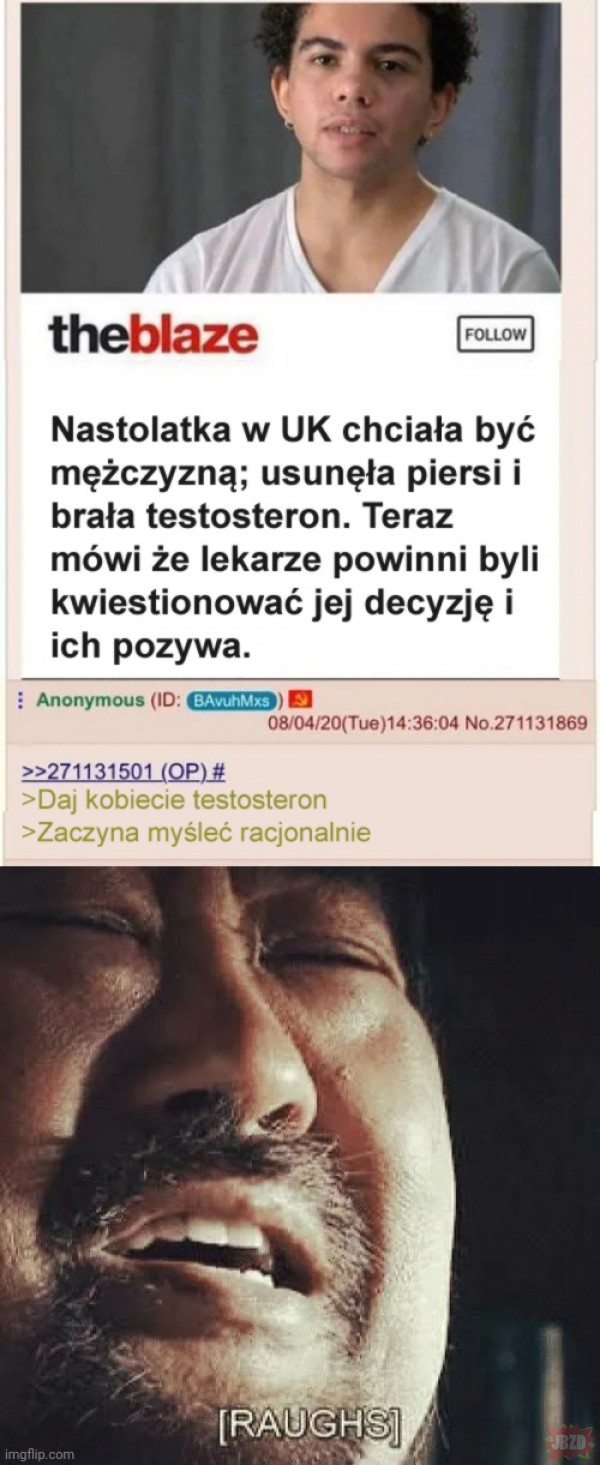 theblaze
FOLLOW
Nastolatka w UK chciała być
mężczyzną; usunęła piersi i
brała testosteron. Teraz
mówi że lekarze powinni byli
kwiestionować jej decyzję i
ich pozywa.
Anonymous (ID: BAvuhMxs)
08/04/20(Tue)14:36:04 No.271131869
>>271131501 (OP) #
>Daj kobiecie testosteron
>Zaczyna myśleć racjonalnie
[RAUGHS]
imgflip.com
JBZD